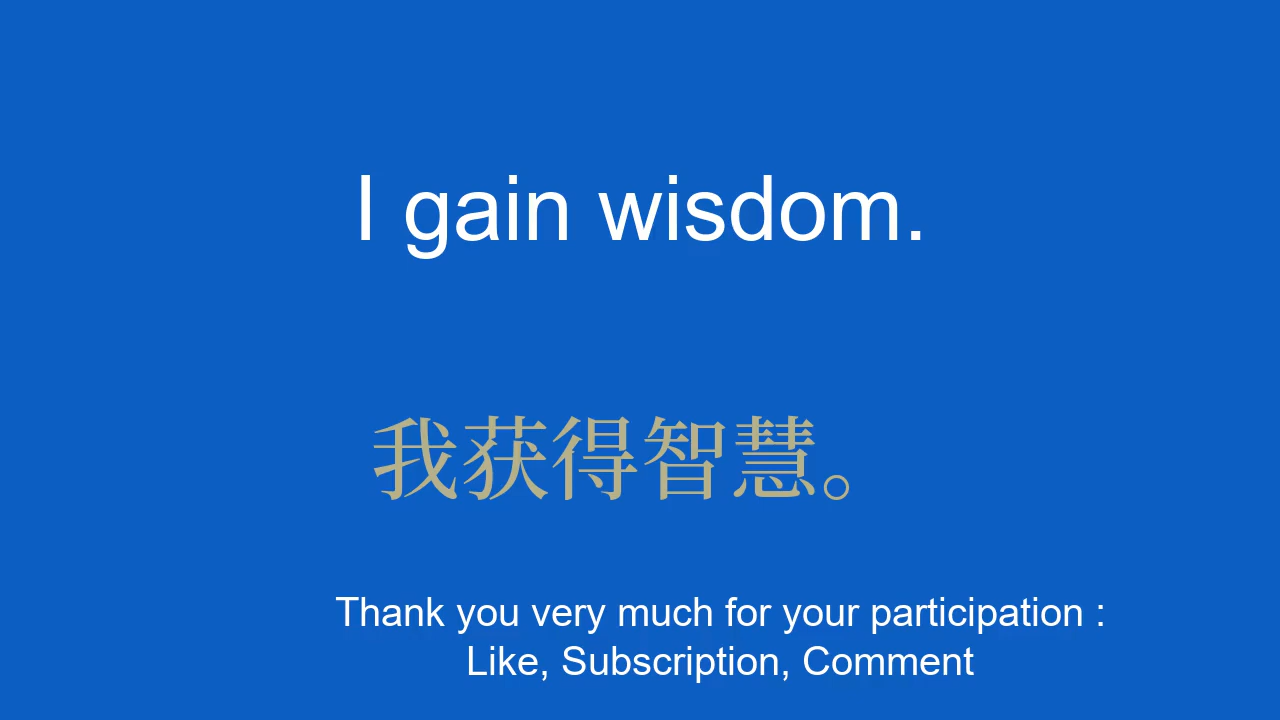 I gain wisdom.
我获得智慧。
Thank you very much for your participation :
Like, Subscription, Comment